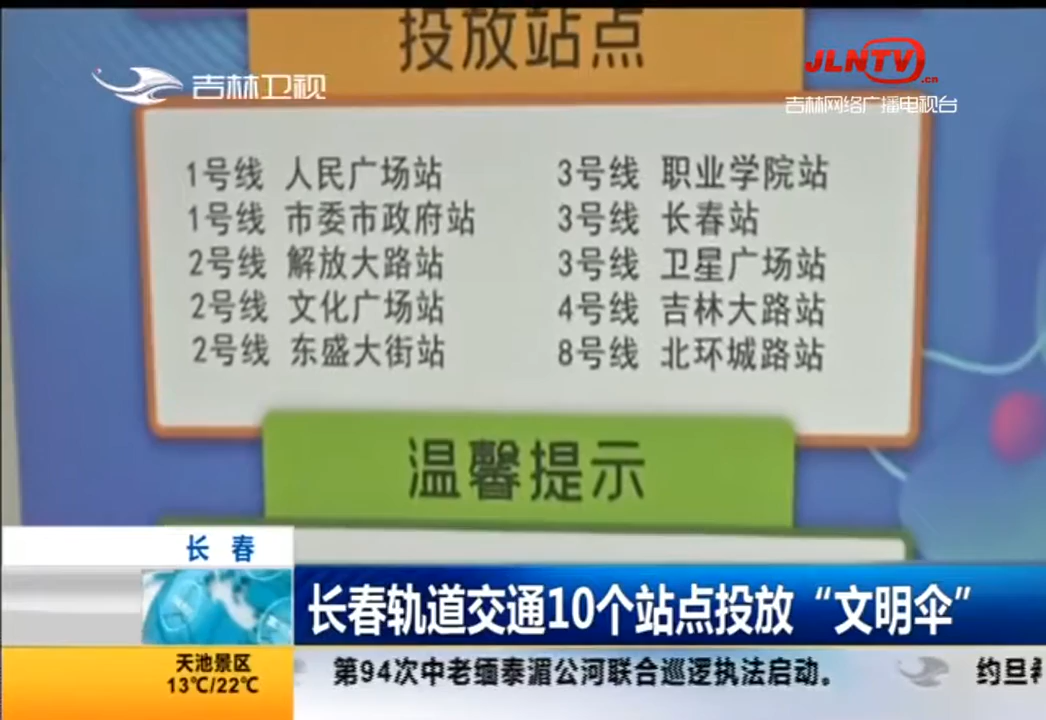 投放站点
吉林卫视
JLNTV.cn
吉林网络广播电视台
1号线 人民广场站
1号线 市委市政府站
2号线 解放大路站
2号线 文化广场站
2号线 东盛大街站
3号线 职业学院站
3号线 长春站
3号线 卫星广场站
4号线 吉林大路站
8号线 北环城路站
温馨提示
长春
长春轨道交通10个站点投放“文明伞”
天池景区
13℃/22℃
第94次中老缅泰湄公河联合巡逻执法启动。
约旦